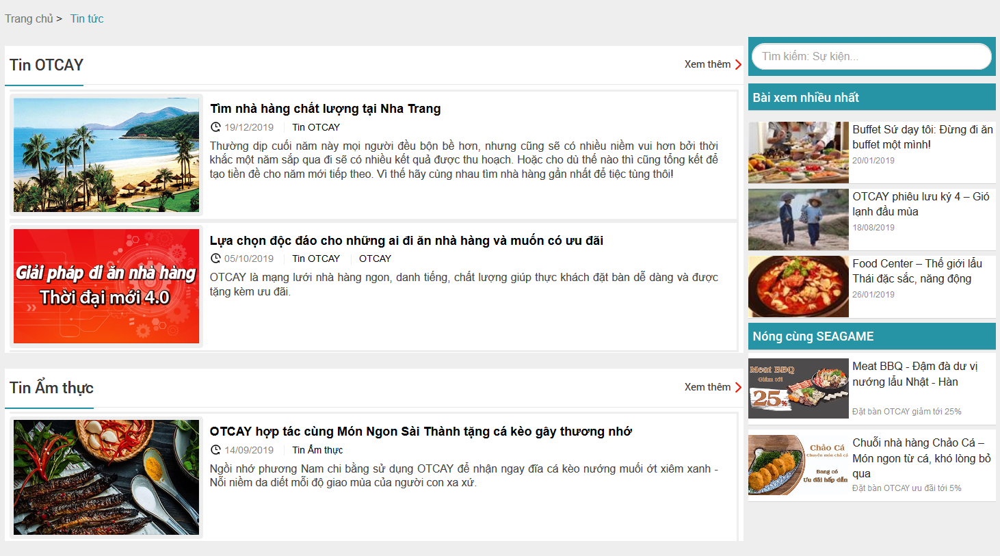 Trang chủ > Tin tức
Tin OTCAY
Xem thêm
Tìm nhà hàng chất lượng tại Nha Trang
19/12/2019 Tin OTCAY
Thường dịp cuối năm này mọi người đều bộn bề hơn, nhưng cũng sẽ có nhiều niềm vui hơn bởi thời
khắc một năm sắp qua đi sẽ có nhiều kết quả được thu hoạch. Hoặc cho dù thế nào thì cũng tổng kết để
tạo tiền đề cho năm mới tiếp theo. Vì thế hãy cùng nhau tìm nhà hàng gần nhất để tiệc tùng thôi!
Giải pháp đi ăn nhà hàng
Thời đại mới 4.0
Lựa chọn độc đáo cho những ai đi ăn nhà hàng và muốn có ưu đãi
05/10/2019 Tin OTCAY OTCAY
OTCAY là mạng lưới nhà hàng ngon, danh tiếng, chất lượng giúp thực khách đặt bàn dễ dàng và được
tặng kèm ưu đãi.
Tin Ẩm thực
Xem thêm
OTCAY hợp tác cùng Món Ngon Sài Thành tặng cá kèo gây thương nhớ
14/09/2019 Tin Ẩm thực
Ngồi nhớ phương Nam chi bằng sử dụng OTCAY để nhận ngay đĩa cá kèo nướng muối ớt xiêm xanh -
Nỗi niềm da diết mỗi độ giao mùa của người con xa xứ.
Tìm kiếm: Sự kiện...
Bài xem nhiều nhất
Buffet Sứ dạy tôi: Đừng đi ăn
buffet một mình!
20/01/2019
OTCAY phiêu lưu ký 4 – Gió
lạnh đầu mùa
18/08/2019
Food Center – Thế giới lẩu
Thái đặc sắc, năng động
26/01/2019
Nóng cùng SEAGAME
Meat BBQ
Giảm tới
25%
Meat BBQ - Đậm đà dư vị
nướng lẩu Nhật - Hàn
Đặt bàn OTCAY giảm tới 25%
Chảo Cá
Chuyên món chả cá
Đang có
Ưu đãi hấp dẫn
Chuỗi nhà hàng Chảo Cá –
Món ngon từ cá, khó lòng bỏ
qua
Đặt bàn OTCAY ưu đãi tới 5%